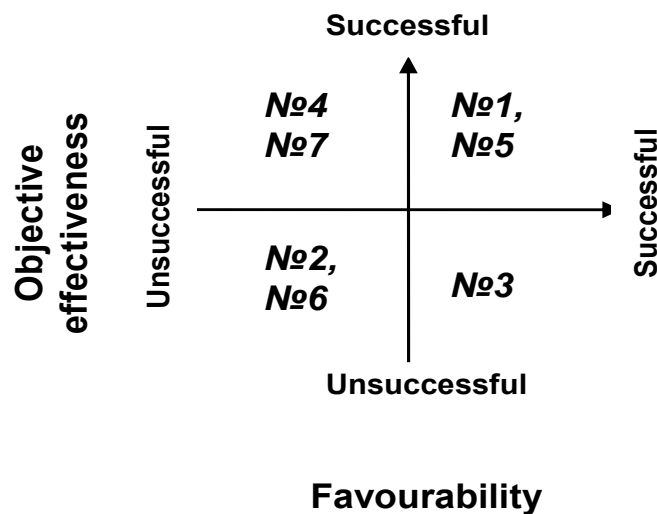 Successful
№4
№7
№1,
№5
Objective
effectiveness
Unsuccessful
Successful
№2,
№6
№3
Unsuccessful
Favourability